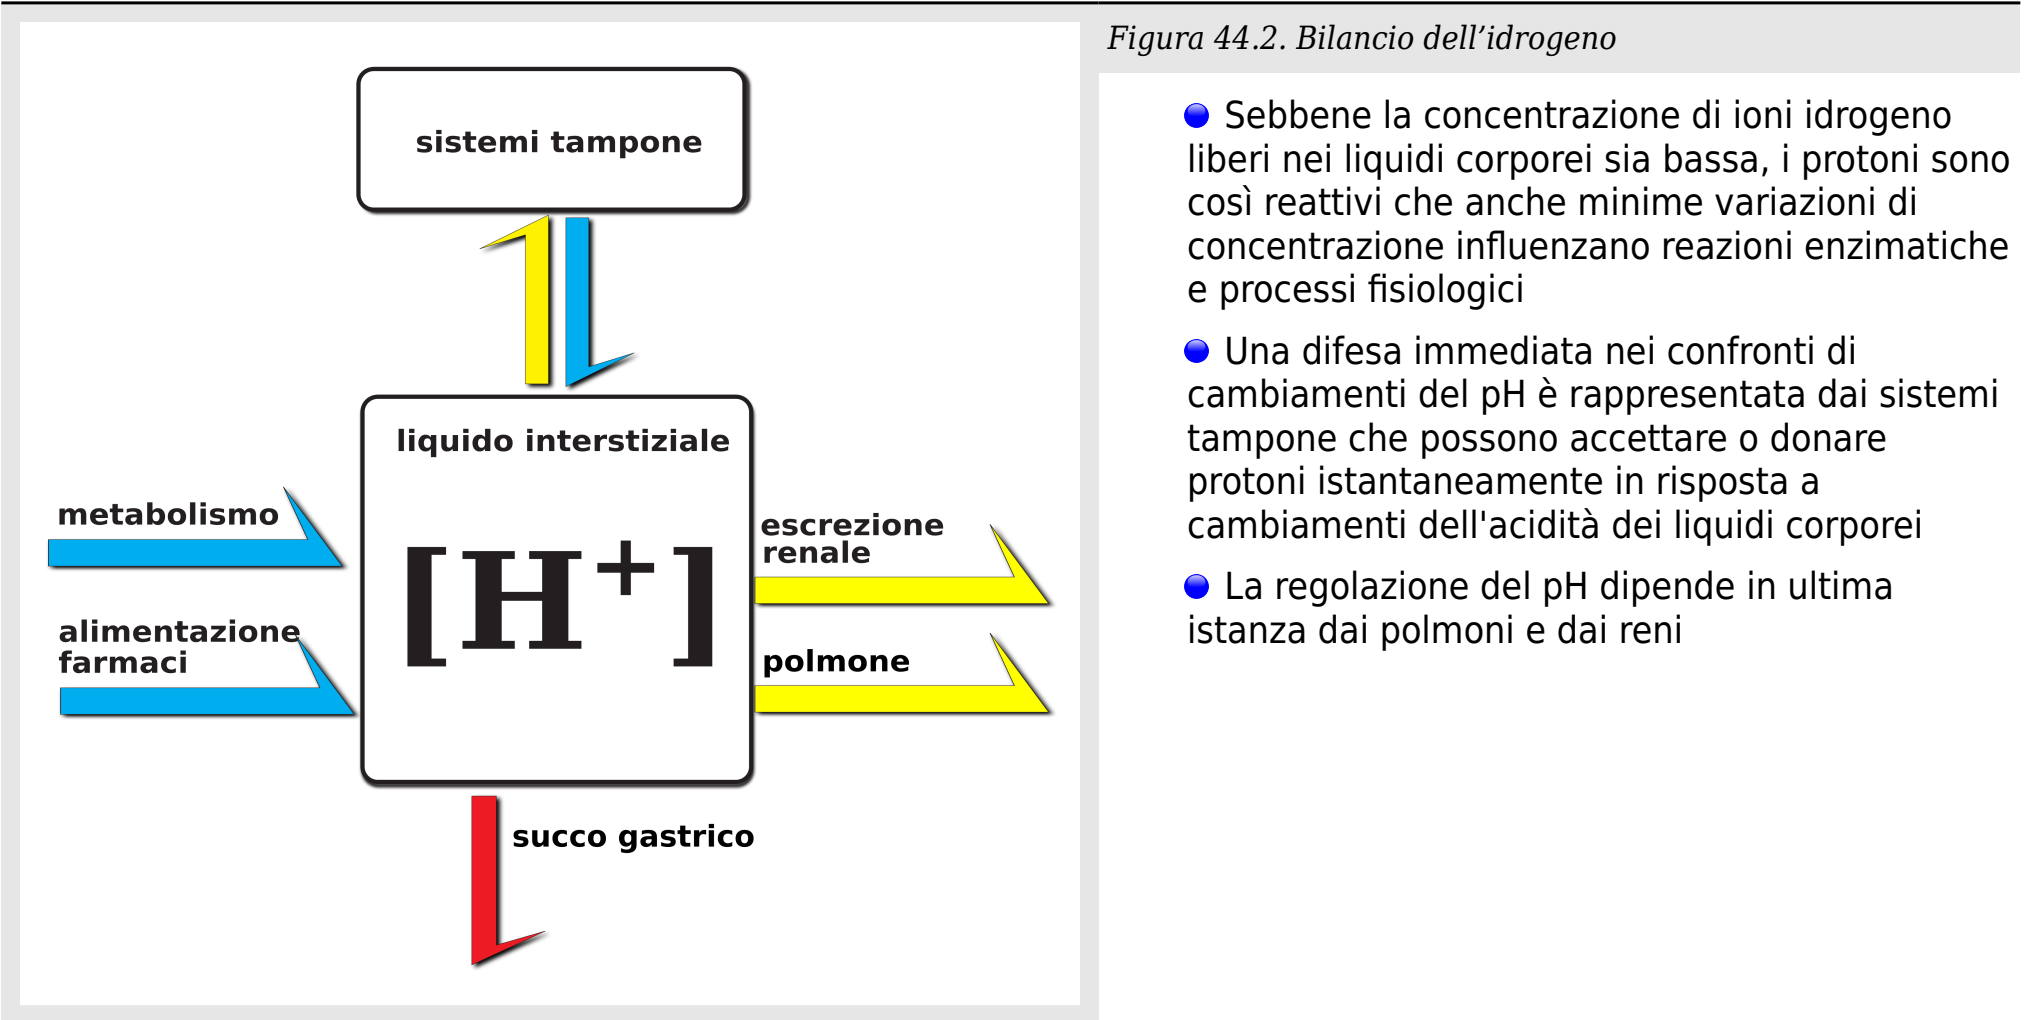 Figura 44.2. Bilancio dell’idrogeno
sistemi tampone
liquido interstiziale
[H+]
metabolismo
alimentazione
farmaci
escrezione
renale
polmone
succo gastrico
Sebbene la concentrazione di ioni idrogeno
liberi nei liquidi corporei sia bassa, i protoni sono
così reattivi che anche minime variazioni di
concentrazione influenzano reazioni enzimatiche
e processi fisiologici
Una difesa immediata nei confronti di
cambiamenti del pH è rappresentata dai sistemi
tampone che possono accettare o donare
protoni istantaneamente in risposta a
cambiamenti dell'acidità dei liquidi corporei
La regolazione del pH dipende in ultima
istanza dai polmoni e dai reni